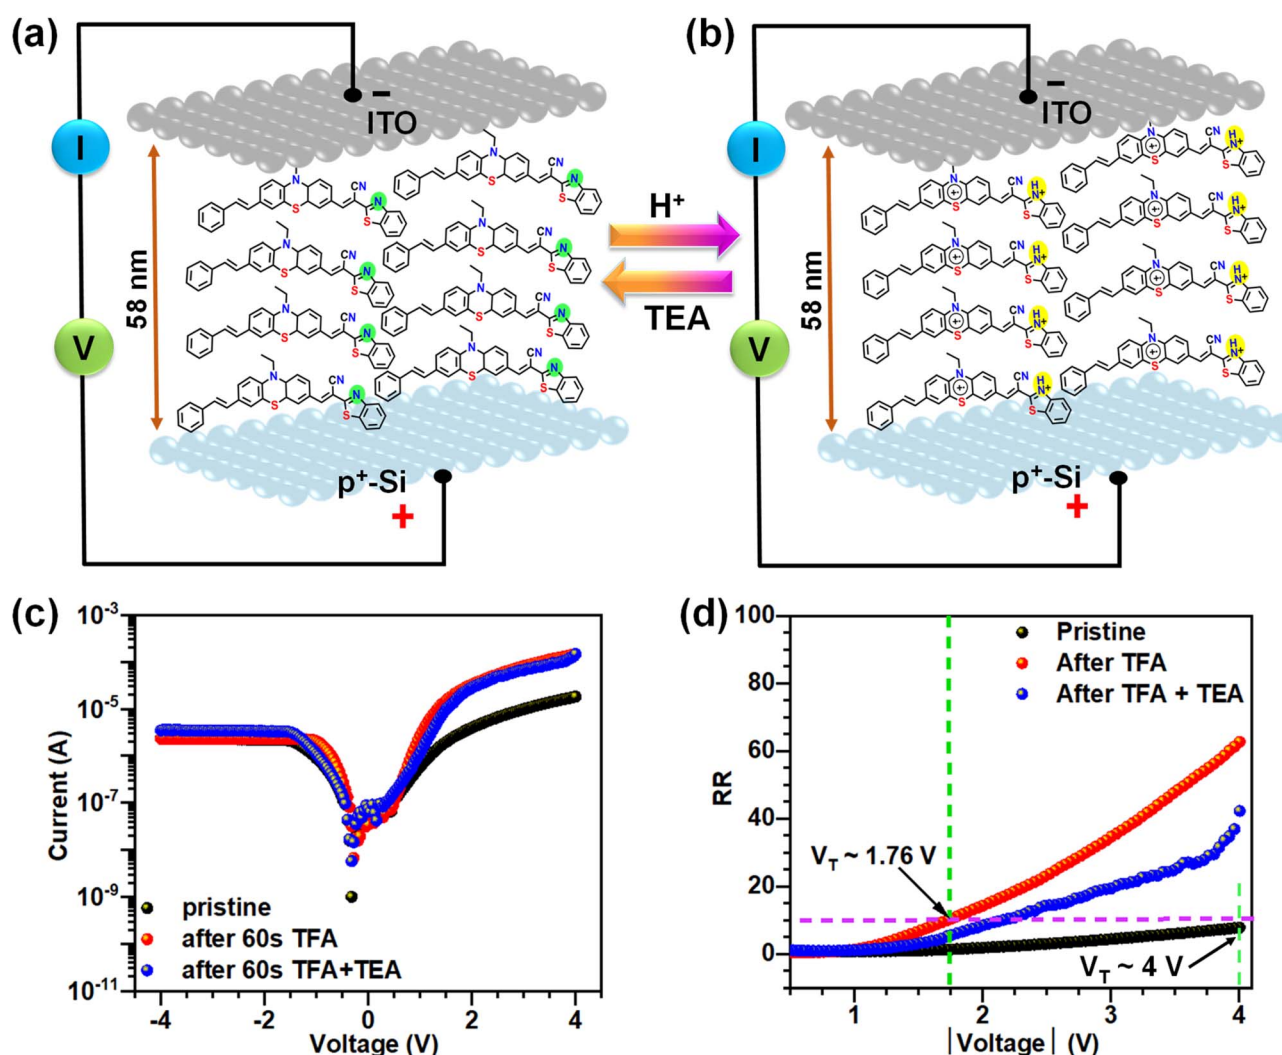 (a)
(b)
I
I
−
ITO
−
ITO
H⁺
TEA
58 nm
58 nm
V
V
p⁺-Si
+
p⁺-Si
+
(c)
10⁻³
10⁻⁵
10⁻⁷
10⁻⁹
10⁻¹¹
Current (A)
pristine
after 60s TFA
after 60s TFA+TEA
-4
-2
0
2
4
Voltage (V)
(d)
100
80
60
40
20
0
RR
Pristine
After TFA
After TFA + TEA
V_T ~ 1.76 V
V_T ~ 4 V
1
2
3
4
|Voltage| (V)